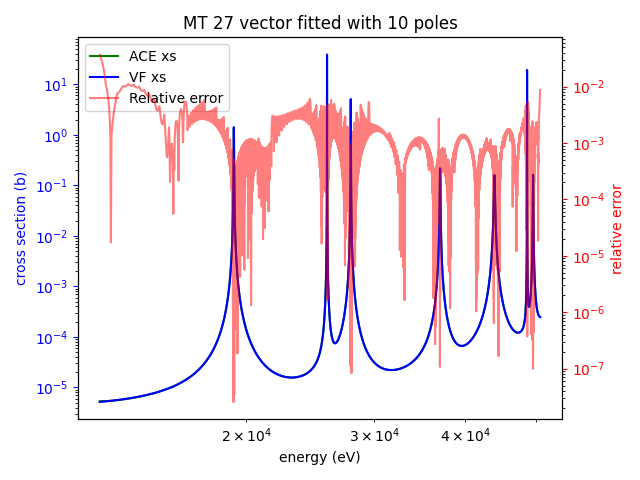 MT 27 vector fitted with 10 poles
ACE xs
VF xs
Relative error
cross section (b)
10^1
10^0
10^-1
10^-2
10^-3
10^-4
10^-5
10^-2
10^-3
10^-4
10^-5
10^-6
10^-7
relative error
2 × 10^4
3 × 10^4
4 × 10^4
energy (eV)